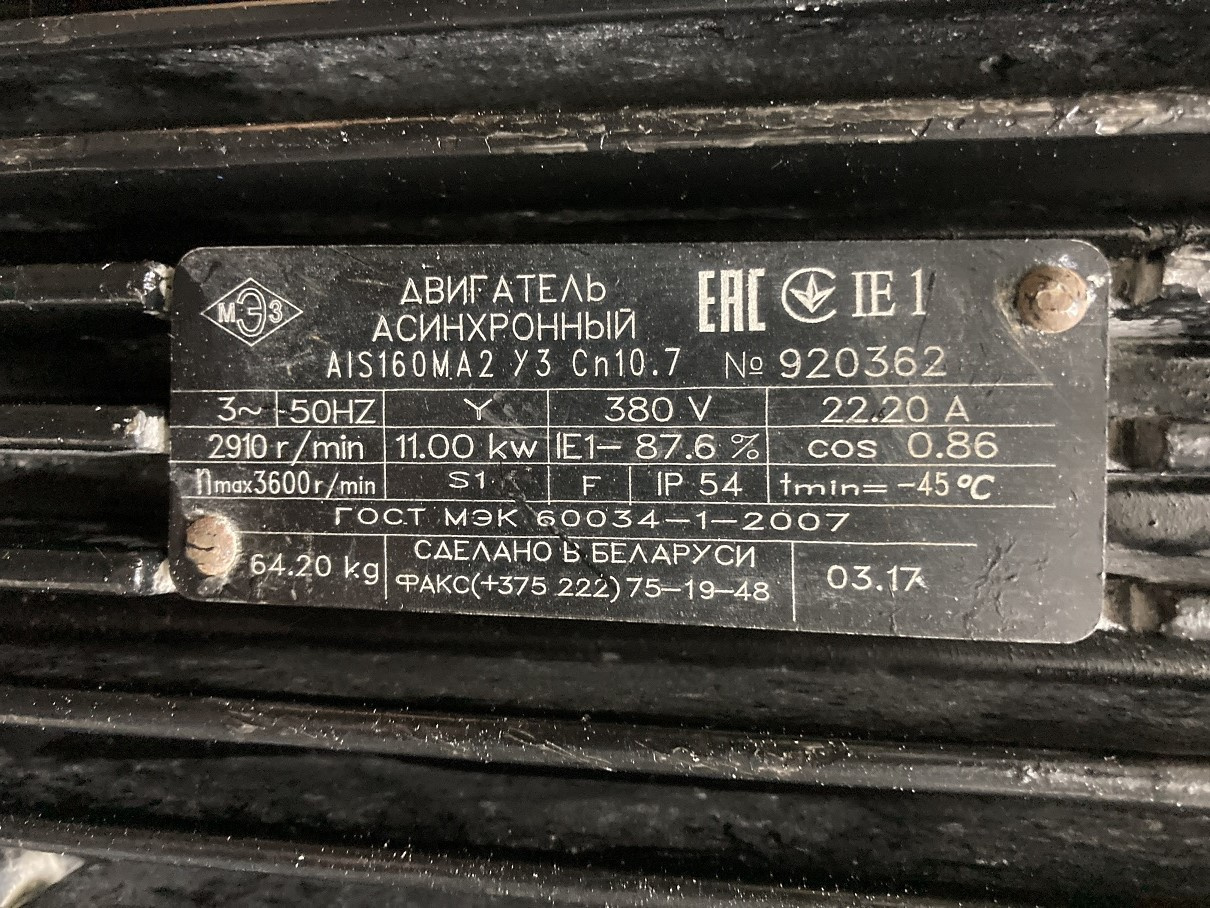 МЭЗ
ДВИГАТЕЛЬ
АСИНХРОННЫЙ
EAC
IE1
AIS160MA2 У3 Сп10.7 № 920362
3~ 50HZ Y 380 V 22.20 A
2910 r/min 11.00 kw IE1– 87.6 % cos 0.86
nmax3600r/min S1 F IP 54 tmin= –45°C
ГОСТ МЭК 60034–1–2007
64.20 kg
СДЕЛАНО В БЕЛАРУСИ
ФАКС(+375 222) 75–19–48
03.17